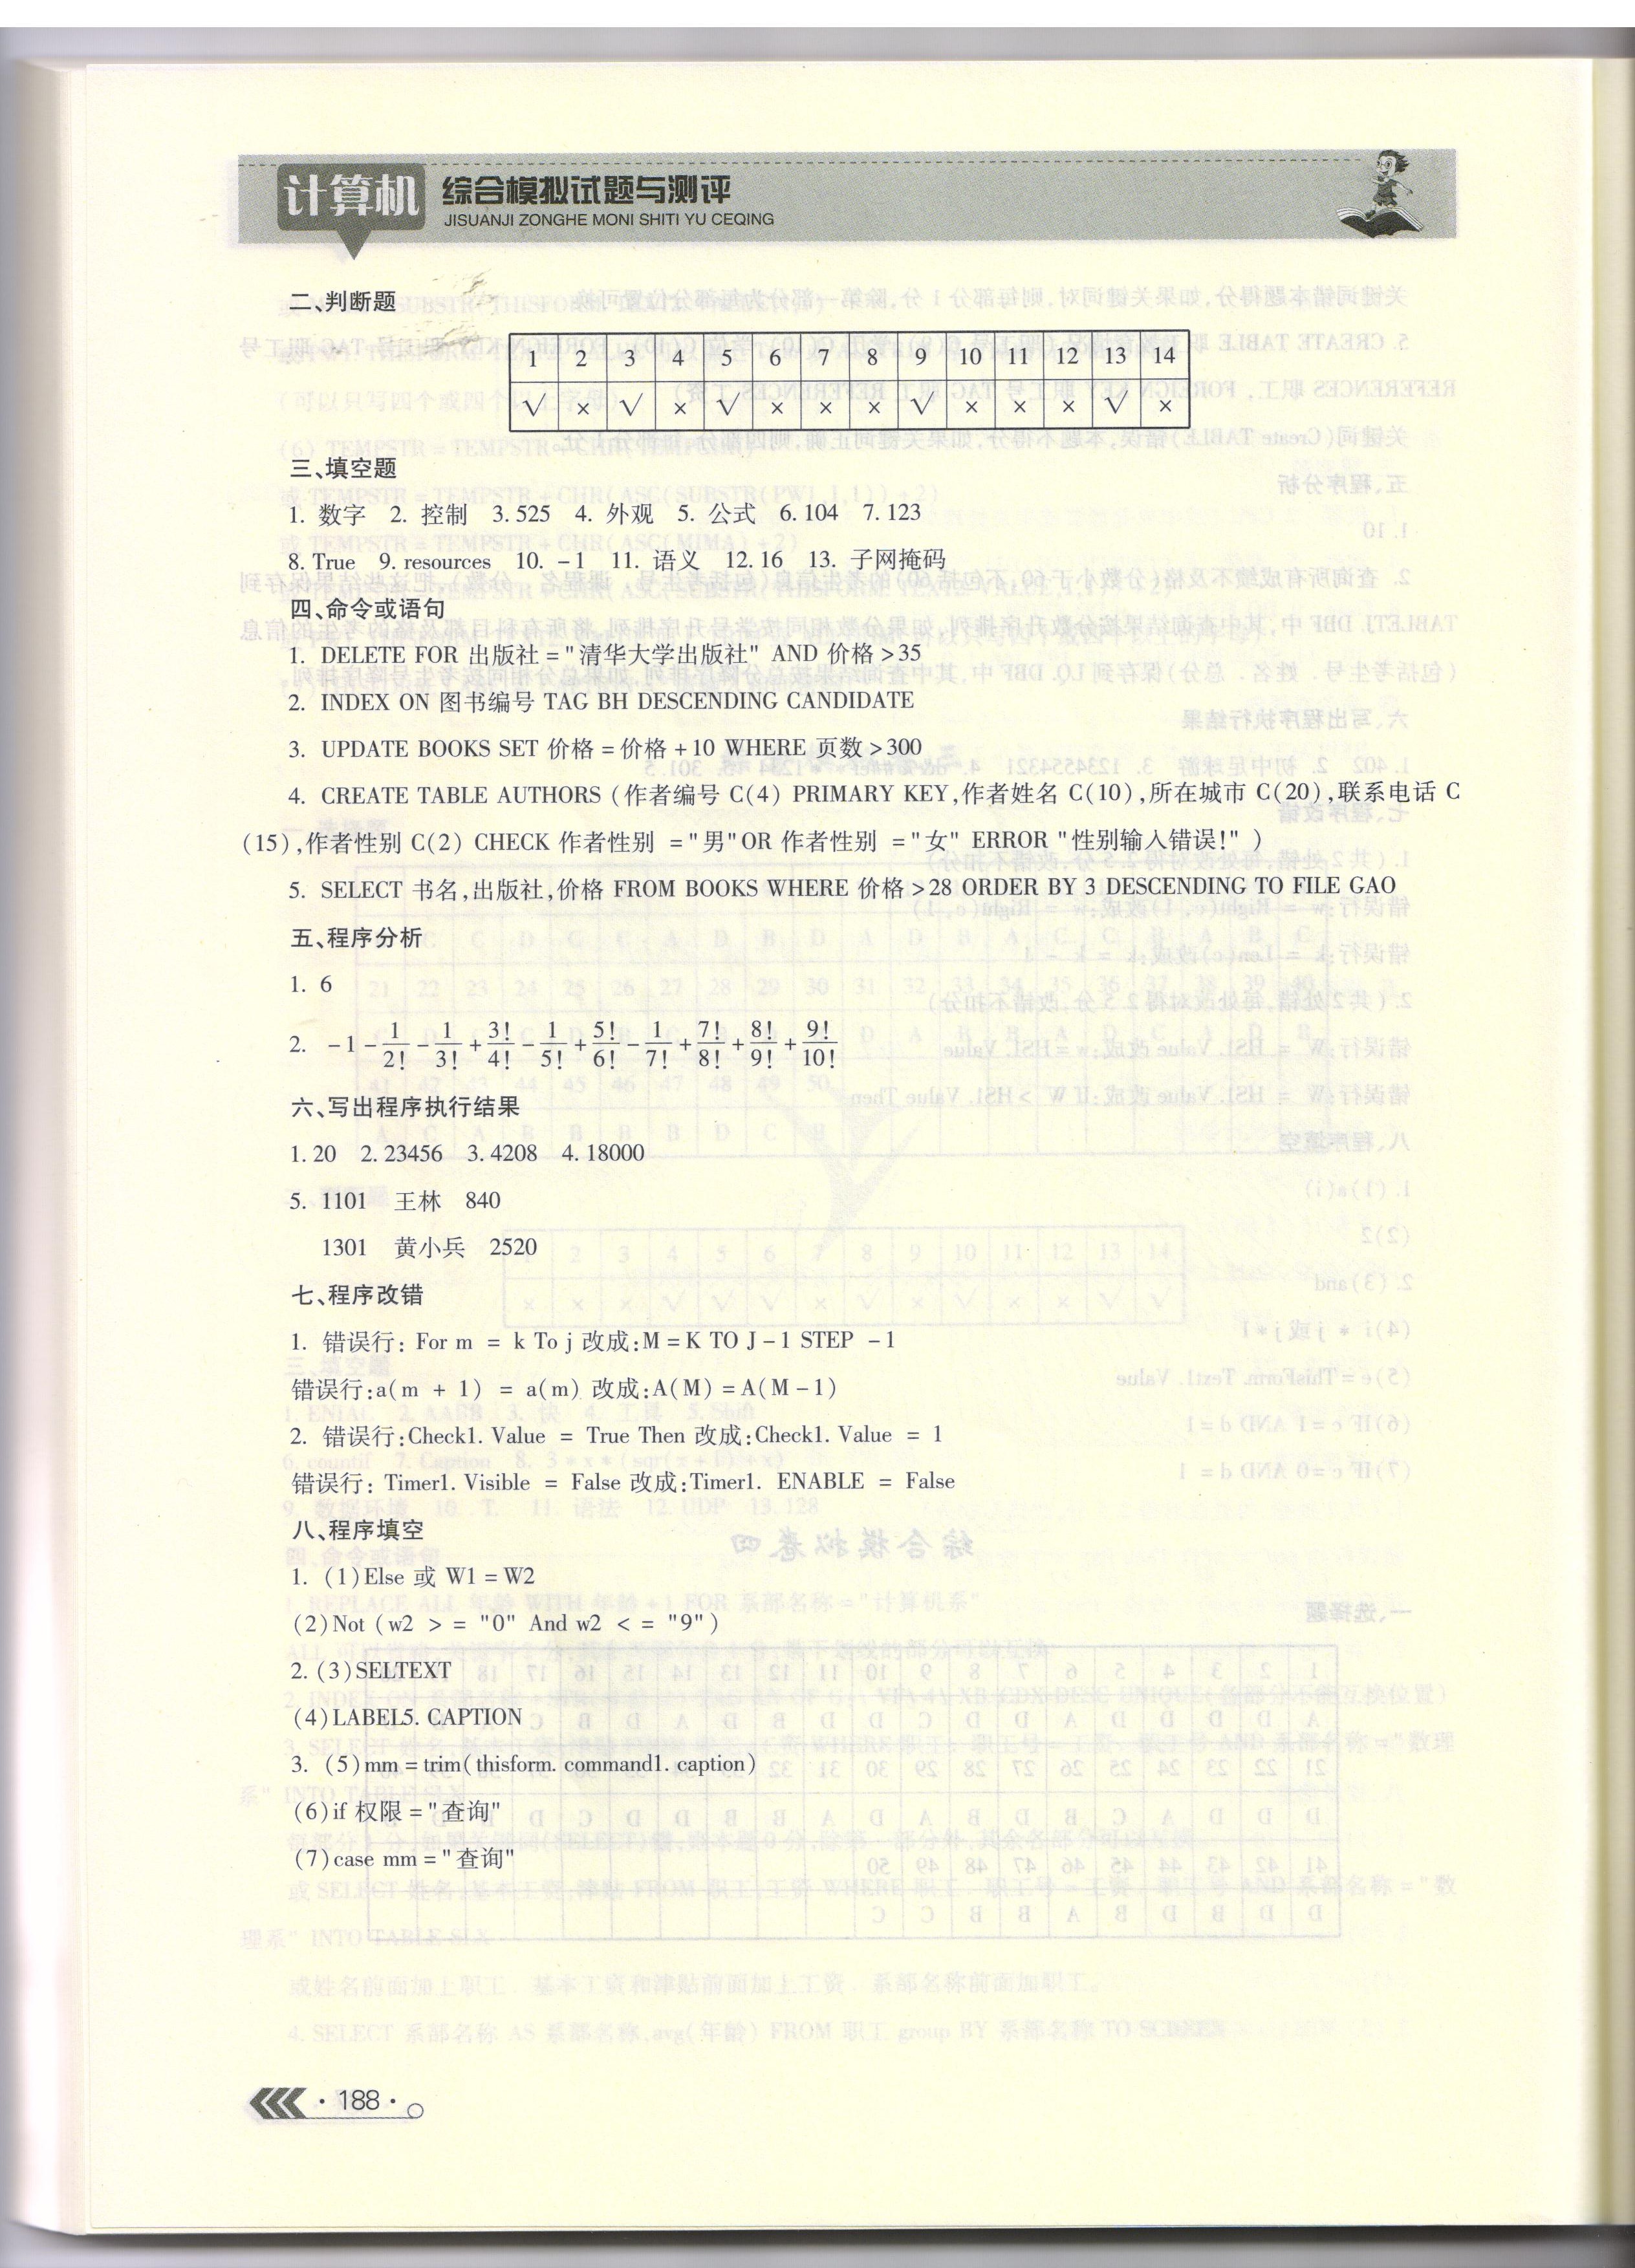 计算机 综合模拟试题与测评
JISUANJI ZONGHE MONI SHITI YU CEQING
二、判断题
1 2 3 4 5 6 7 8 9 10 11 12 13 14
√ × √ × √ × × × √ × × × √ ×
三、填空题
1. 数字 2. 控制 3. 525 4. 外观 5. 公式 6. 104 7. 123
8. True 9. resources 10. -1 11. 语义 12. 16 13. 子网掩码
四、命令或语句
1. DELETE FOR 出版社="清华大学出版社" AND 价格>35
2. INDEX ON 图书编号 TAG BH DESCENDING CANDIDATE
3. UPDATE BOOKS SET 价格=价格+10 WHERE 页数>300
4. CREATE TABLE AUTHORS (作者编号 C(4) PRIMARY KEY,作者姓名 C(10),所在城市 C(20),联系电话 C
(15),作者性别 C(2) CHECK 作者性别 ="男"OR 作者性别 ="女" ERROR "性别输入错误!" )
5. SELECT 书名,出版社,价格 FROM BOOKS WHERE 价格>28 ORDER BY 3 DESCENDING TO FILE GAO
五、程序分析
1. 6
2. -1-1/2!-1/3!+3!/4!-1/5!+5!/6!-1/7!+7!/8!+8!/9!+9!/10!
六、写出程序执行结果
1. 20 2. 23456 3. 4208 4. 18000
5. 1101 王林 840
1301 黄小兵 2520
七、程序改错
1. 错误行: For m = k To j 改成:M=K TO J-1 STEP -1
错误行:a(m + 1) = a(m) 改成:A(M)=A(M-1)
2. 错误行:Check1. Value = True Then 改成:Check1. Value = 1
错误行: Timer1. Visible = False 改成:Timer1. ENABLE = False
八、程序填空
1. (1)Else 或 W1=W2
(2)Not (w2 > = "0" And w2 < = "9")
2. (3)SELTEXT
(4)LABEL5. CAPTION
3. (5)mm=trim(thisform. command1. caption)
(6)if 权限="查询"
(7)case mm="查询"
·188·